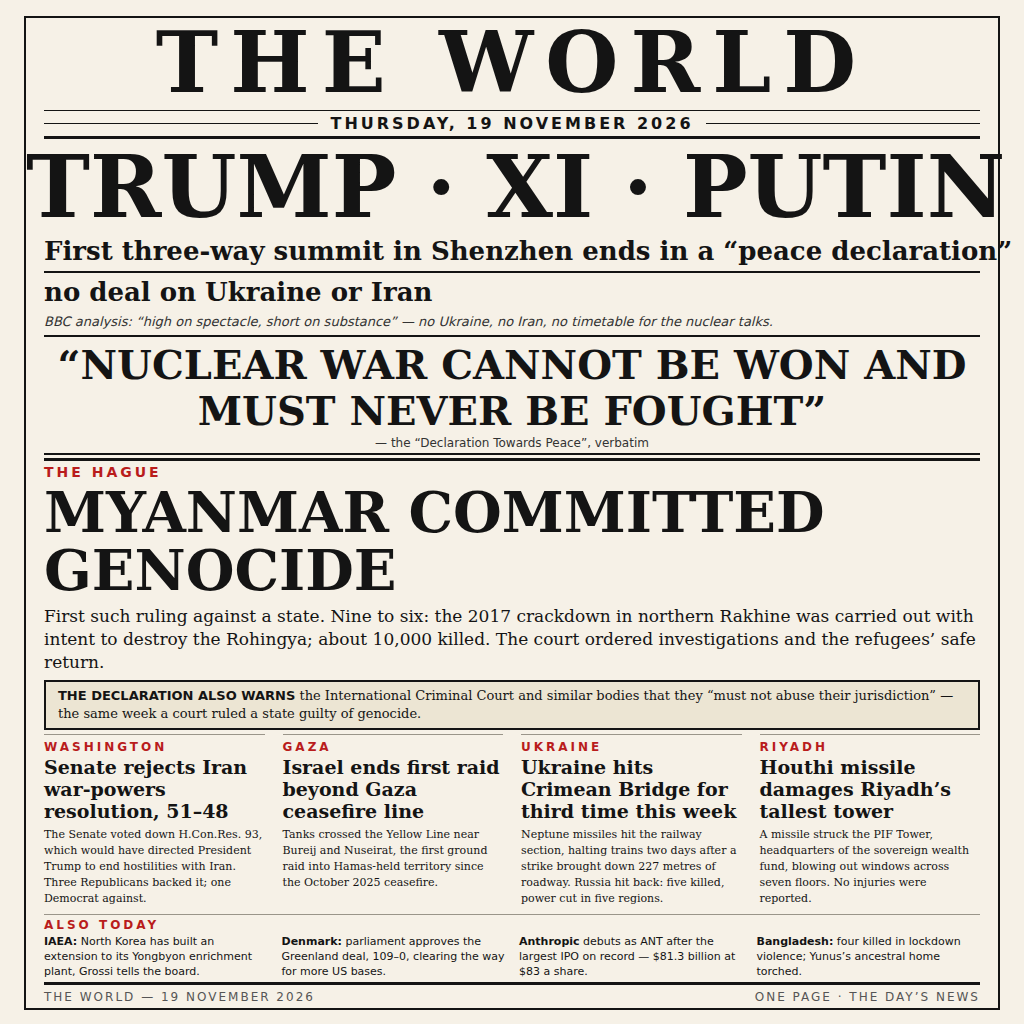 THE WORLD
THURSDAY, 19 NOVEMBER 2026
TRUMP · XI · PUTIN
First three-way summit in Shenzhen ends in a “peace declaration”
no deal on Ukraine or Iran
BBC analysis: “high on spectacle, short on substance” — no Ukraine, no Iran, no timetable for the nuclear talks.
“NUCLEAR WAR CANNOT BE WON AND
MUST NEVER BE FOUGHT”
— the “Declaration Towards Peace”, verbatim
THE HAGUE
MYANMAR COMMITTED
GENOCIDE
First such ruling against a state. Nine to six: the 2017 crackdown in northern Rakhine was carried out with
intent to destroy the Rohingya; about 10,000 killed. The court ordered investigations and the refugees’ safe
return.
THE DECLARATION ALSO WARNS the International Criminal Court and similar bodies that they “must not abuse their jurisdiction” —
the same week a court ruled a state guilty of genocide.
WASHINGTON
Senate rejects Iran
war-powers
resolution, 51–48
The Senate voted down H.Con.Res. 93,
which would have directed President
Trump to end hostilities with Iran.
Three Republicans backed it; one
Democrat against.
GAZA
Israel ends first raid
beyond Gaza
ceasefire line
Tanks crossed the Yellow Line near
Bureij and Nuseirat, the first ground
raid into Hamas-held territory since
the October 2025 ceasefire.
UKRAINE
Ukraine hits
Crimean Bridge for
third time this week
Neptune missiles hit the railway
section, halting trains two days after a
strike brought down 227 metres of
roadway. Russia hit back: five killed,
power cut in five regions.
RIYADH
Houthi missile
damages Riyadh’s
tallest tower
A missile struck the PIF Tower,
headquarters of the sovereign wealth
fund, blowing out windows across
seven floors. No injuries were
reported.
ALSO TODAY
IAEA: North Korea has built an
extension to its Yongbyon enrichment
plant, Grossi tells the board.
Denmark: parliament approves the
Greenland deal, 109–0, clearing the way
for more US bases.
Anthropic debuts as ANT after the
largest IPO on record — $81.3 billion at
$83 a share.
Bangladesh: four killed in lockdown
violence; Yunus’s ancestral home
torched.
THE WORLD — 19 NOVEMBER 2026
ONE PAGE · THE DAY’S NEWS